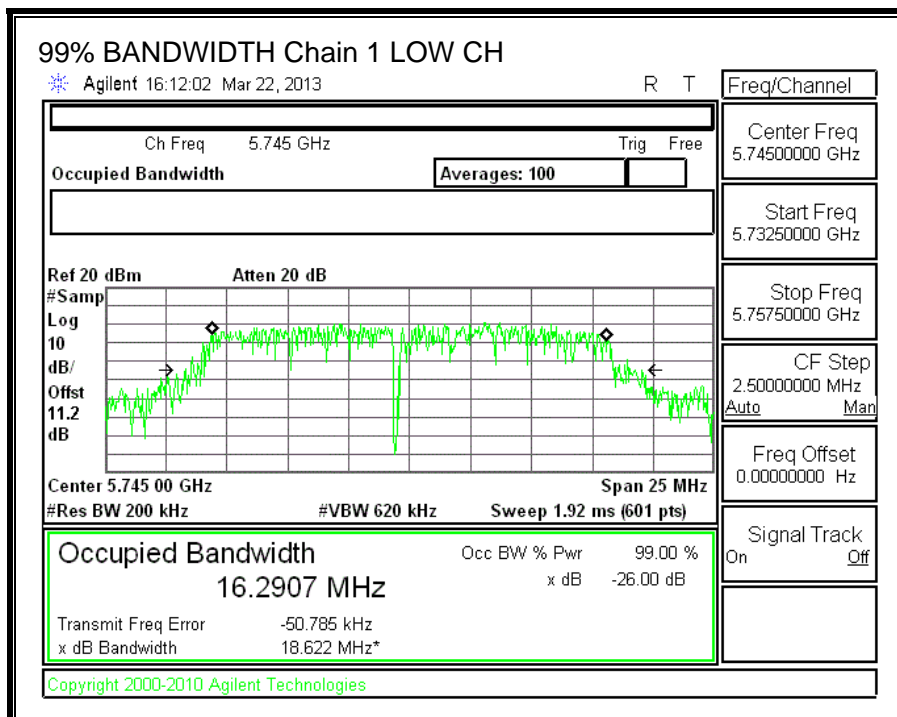 99% BANDWIDTH Chain 1 LOW CH
Agilent 16:12:02 Mar 22, 2013 R T
Freq/Channel
Ch Freq 5.745 GHz Trig Free
Occupied Bandwidth Averages: 100
Center Freq
5.74500000 GHz
Start Freq
5.73250000 GHz
Stop Freq
5.75750000 GHz
CF Step
2.50000000 MHz
Auto Man
Freq Offset
0.00000000 Hz
Signal Track
On Off
Ref 20 dBm Atten 20 dB
#Samp
Log
10
dB/
Offst
11.2
dB
Center 5.745 00 GHz Span 25 MHz
#Res BW 200 kHz #VBW 620 kHz Sweep 1.92 ms (601 pts)
Occupied Bandwidth Occ BW % Pwr 99.00 %
16.2907 MHz x dB -26.00 dB
Transmit Freq Error -50.785 kHz
x dB Bandwidth 18.622 MHz*
Copyright 2000-2010 Agilent Technologies